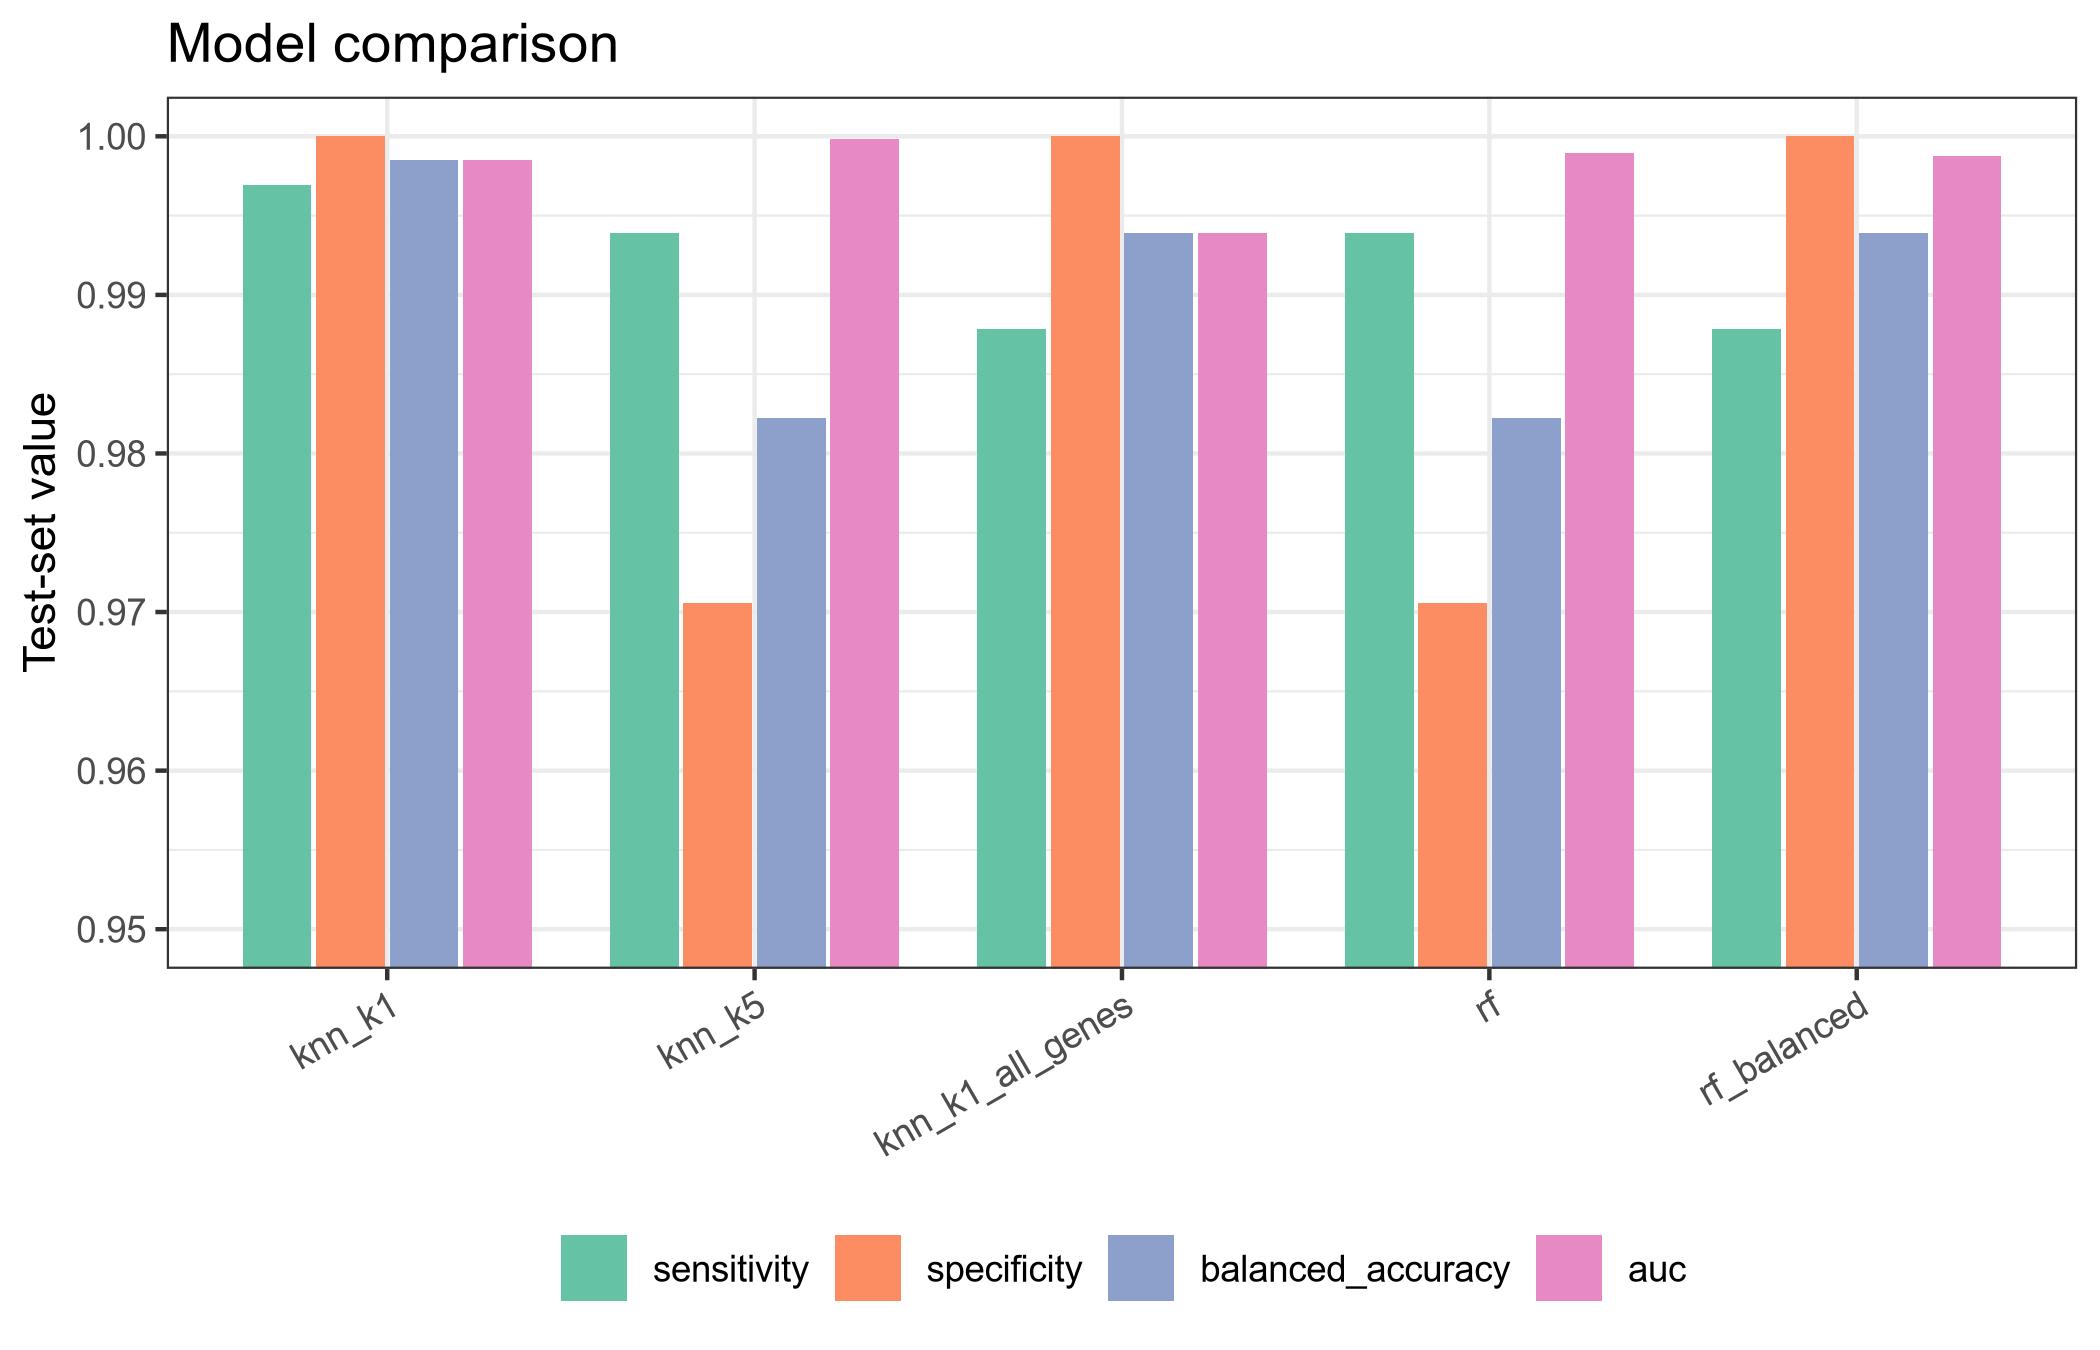 Model comparison
Test-set value
1.00
0.99
0.98
0.97
0.96
0.95
knn_k1
knn_k5
knn_k1_all_genes
rf
rf_balanced
sensitivity
specificity
balanced_accuracy
auc